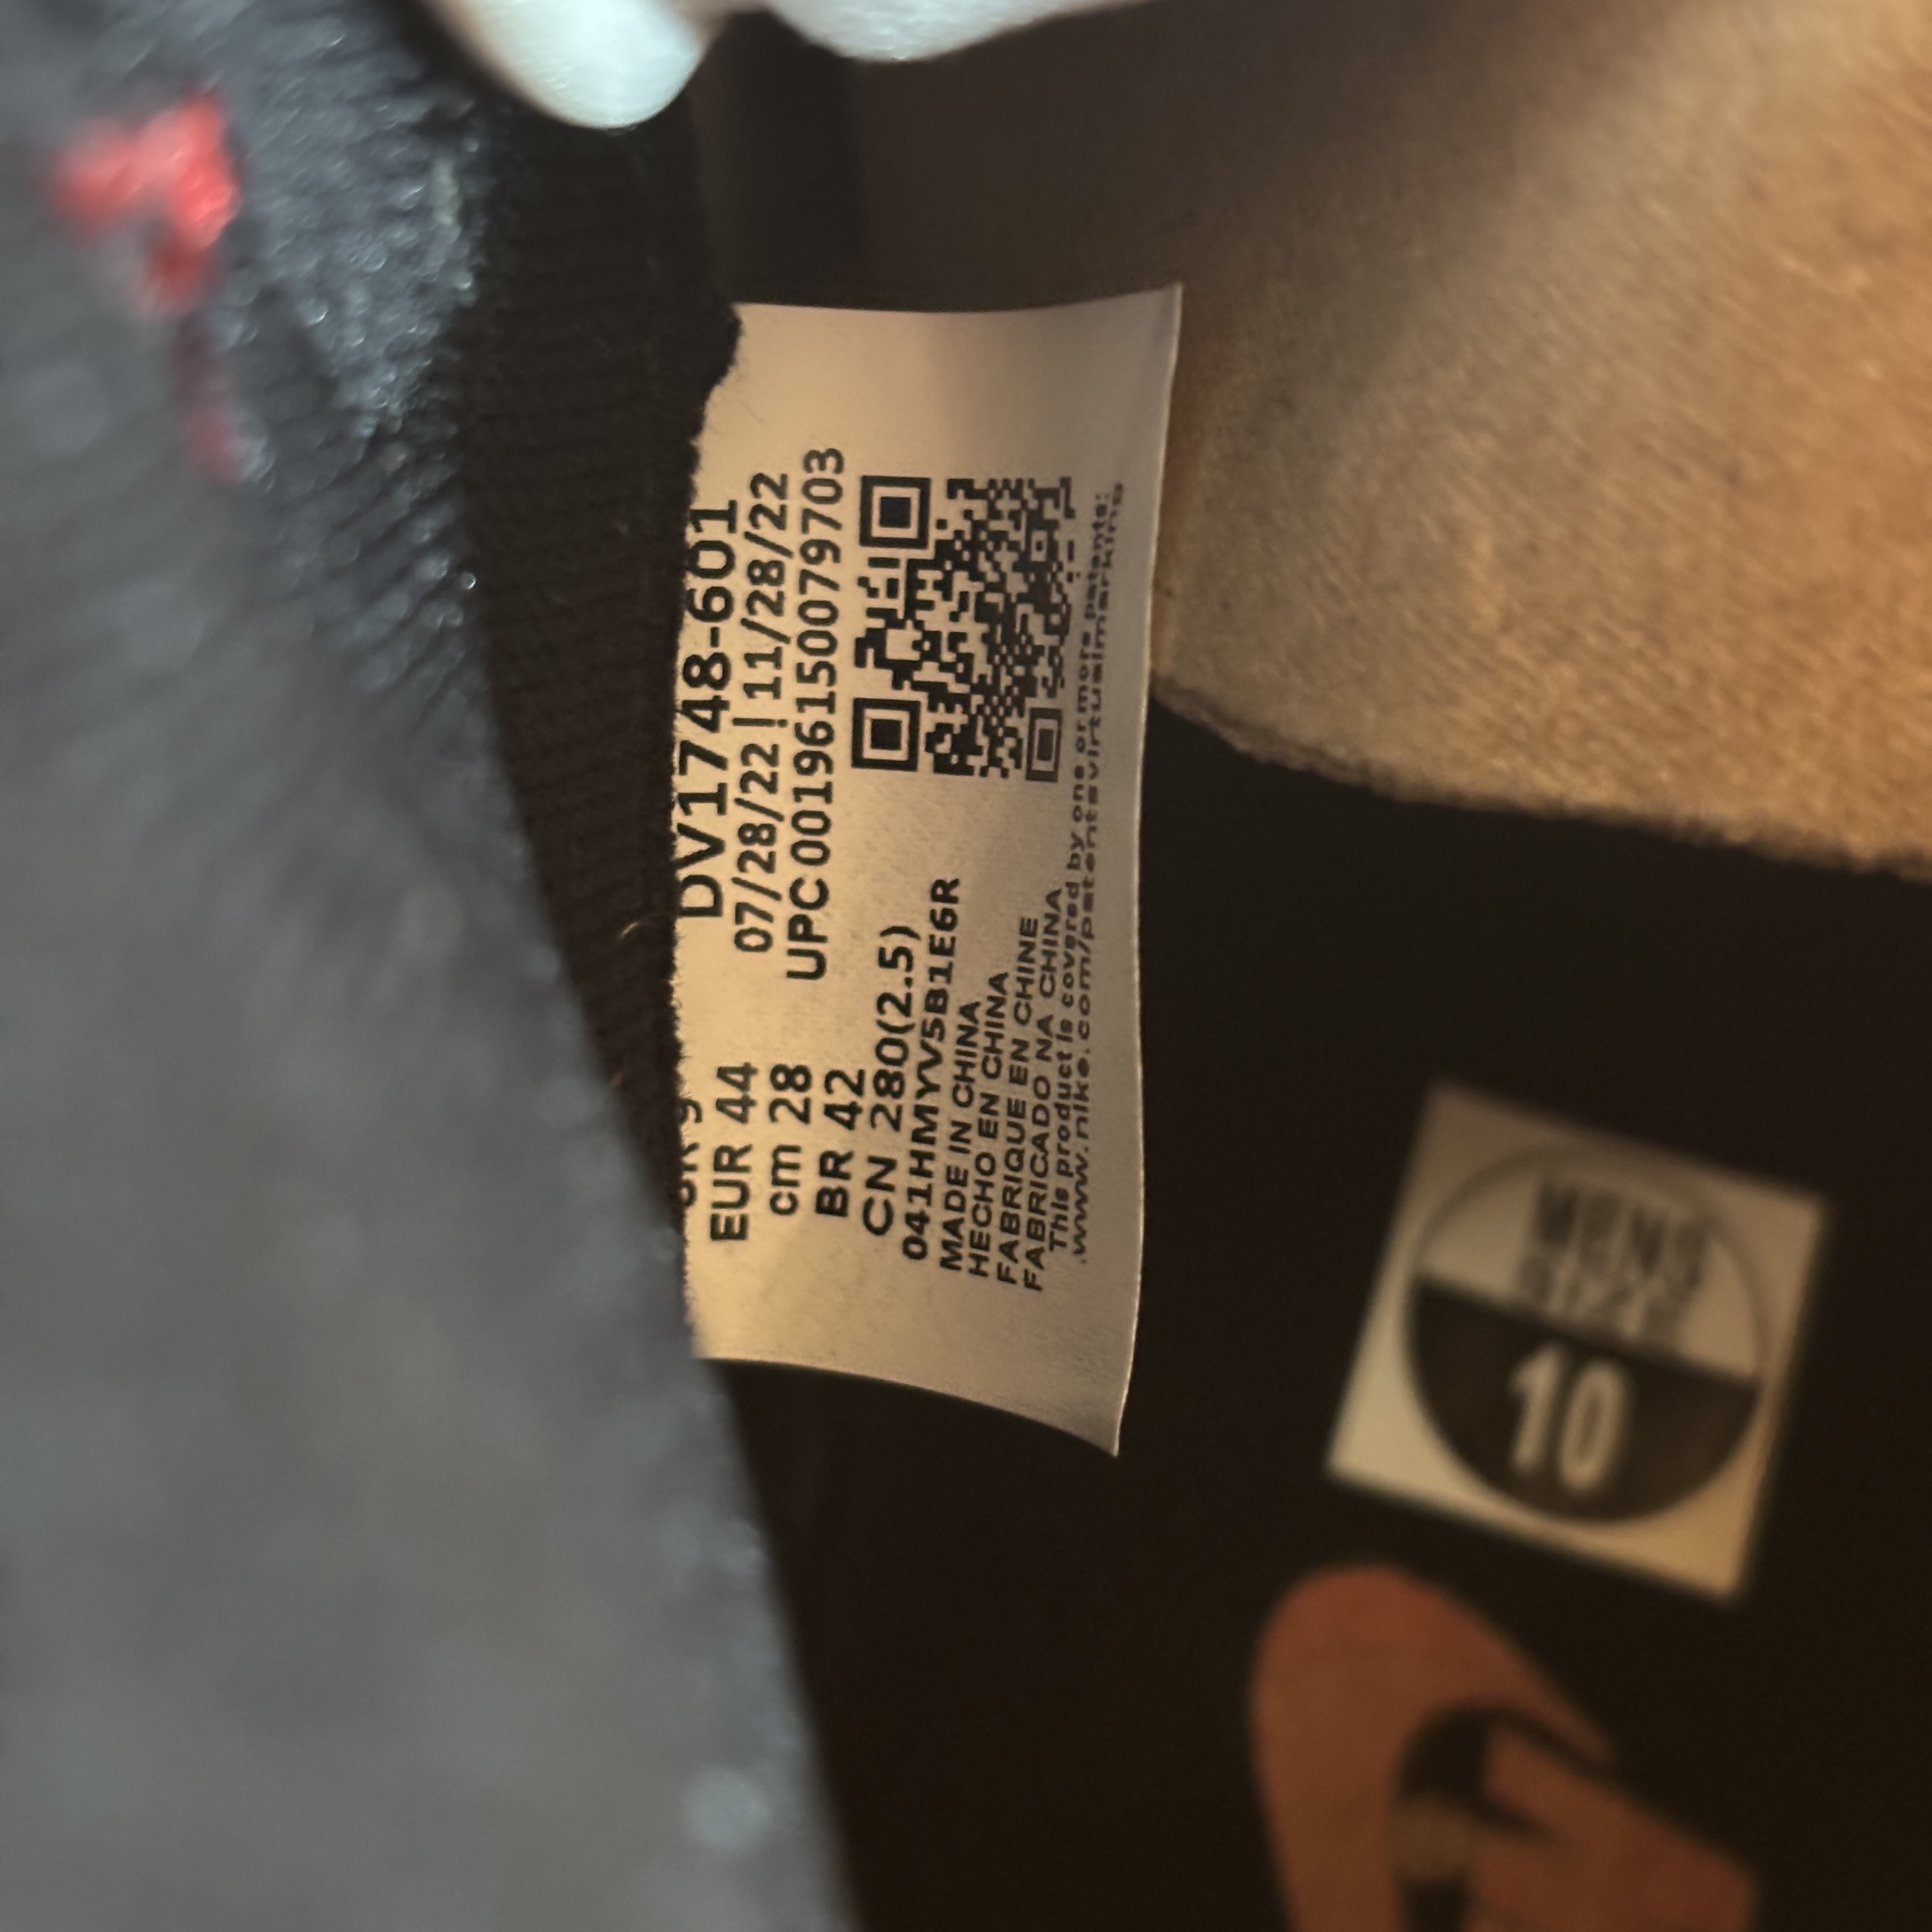 DV1748-601
07/28/22 | 11/28/22
UPC 00196150079703
EUR 44
cm 28
BR 42
CN 280(2.5)
041HMYV5B1E6R
MADE IN CHINA
HECHO EN CHINA
FABRIQUE EN CHINE
FABRICADO NA CHINA
This product is covered by one or more patents:
www.nike.com/patentsvirtualmarking
MENS
SIZE
10